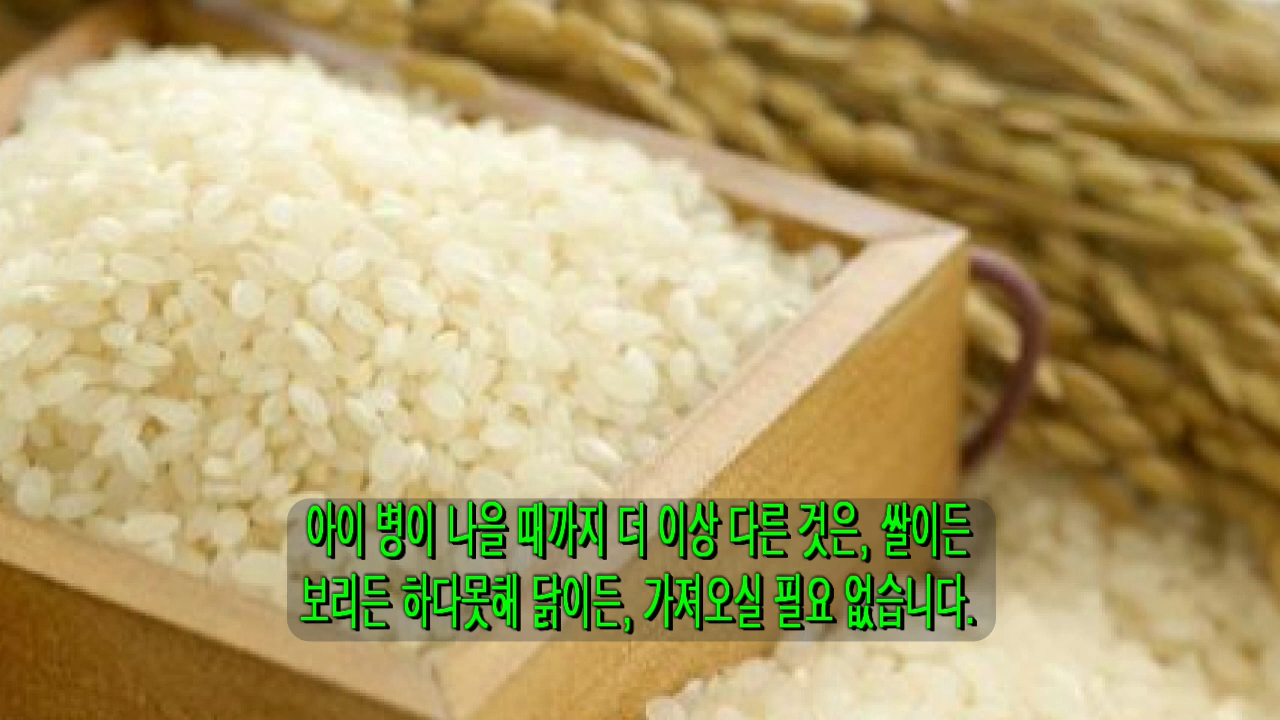 아이 병이 나을 때까지 더 이상 다른 것은, 쌀이든
보리든 하다못해 닭이든, 가져오실 필요 없습니다.